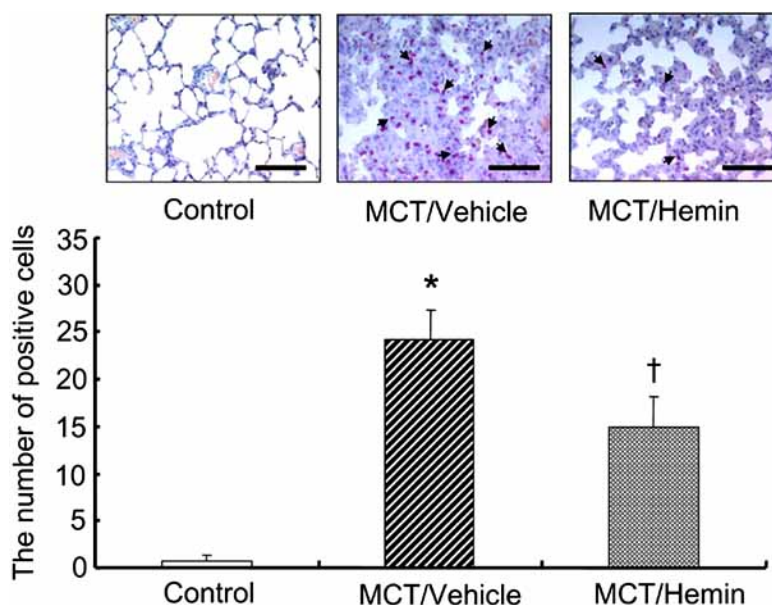 Control
MCT/Vehicle
MCT/Hemin
The number of positive cells
35
30
25
20
15
10
5
0
*
†
Control
MCT/Vehicle
MCT/Hemin